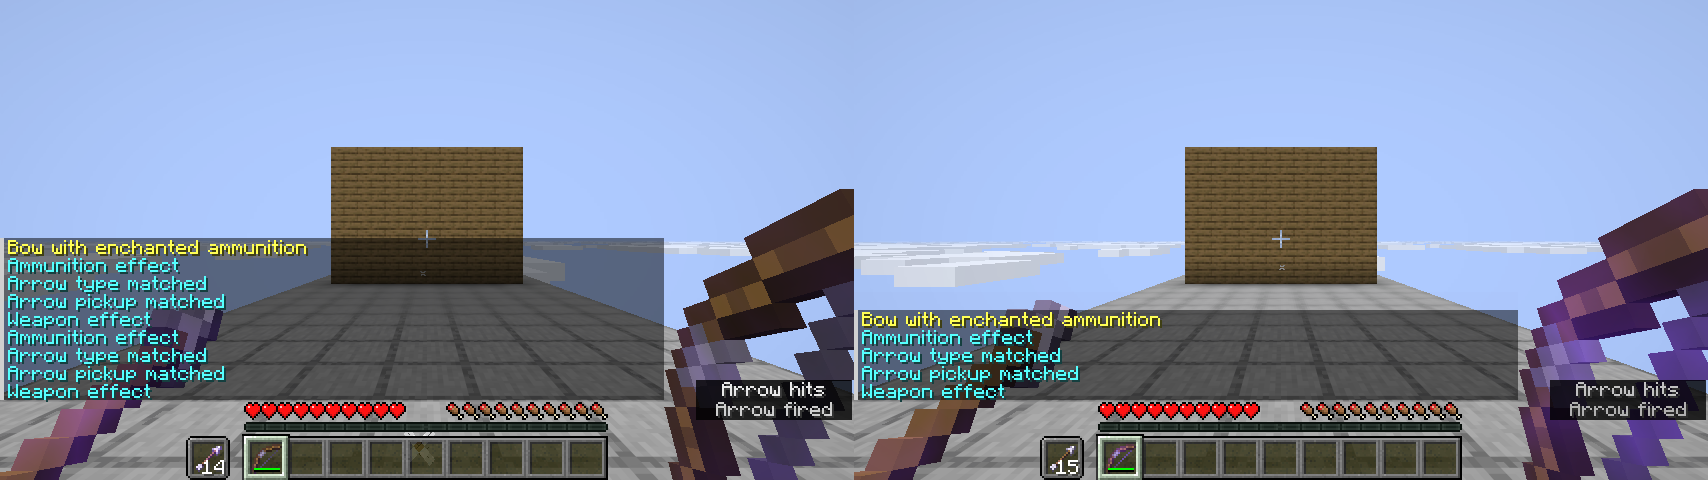 Bow with enchanted ammunition
Ammunition effect
Arrow type matched
Arrow pickup matched
Weapon effect
Ammunition effect
Arrow type matched
Arrow pickup matched
Weapon effect
Arrow hits
Arrow fired
14
Bow with enchanted ammunition
Ammunition effect
Arrow type matched
Arrow pickup matched
Weapon effect
Arrow hits
Arrow fired
15